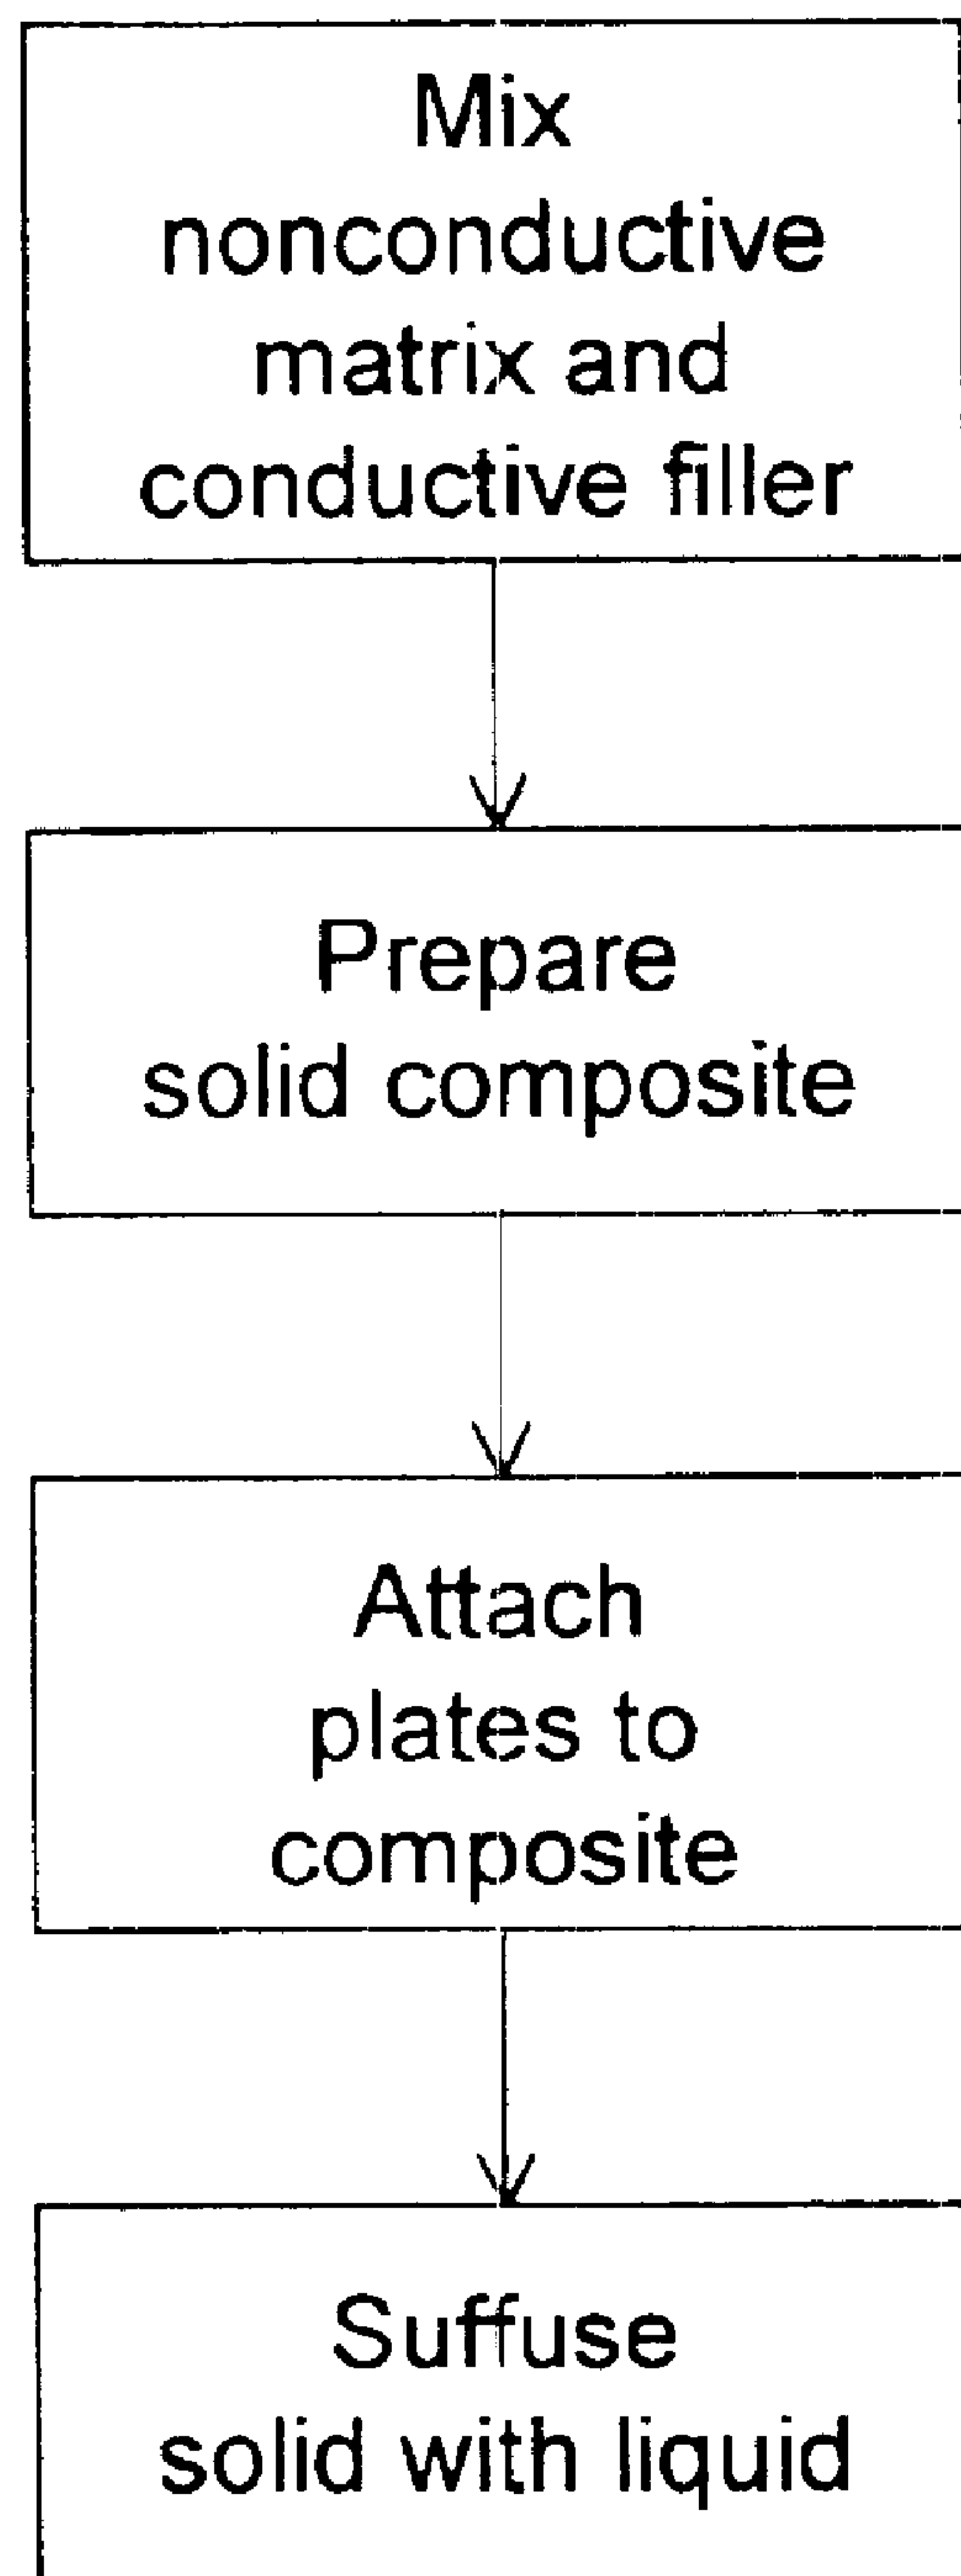 Mix
nonconductive
matrix and
conductive filler
Prepare
solid composite
Attach
plates to
composite
Suffuse
solid with liquid